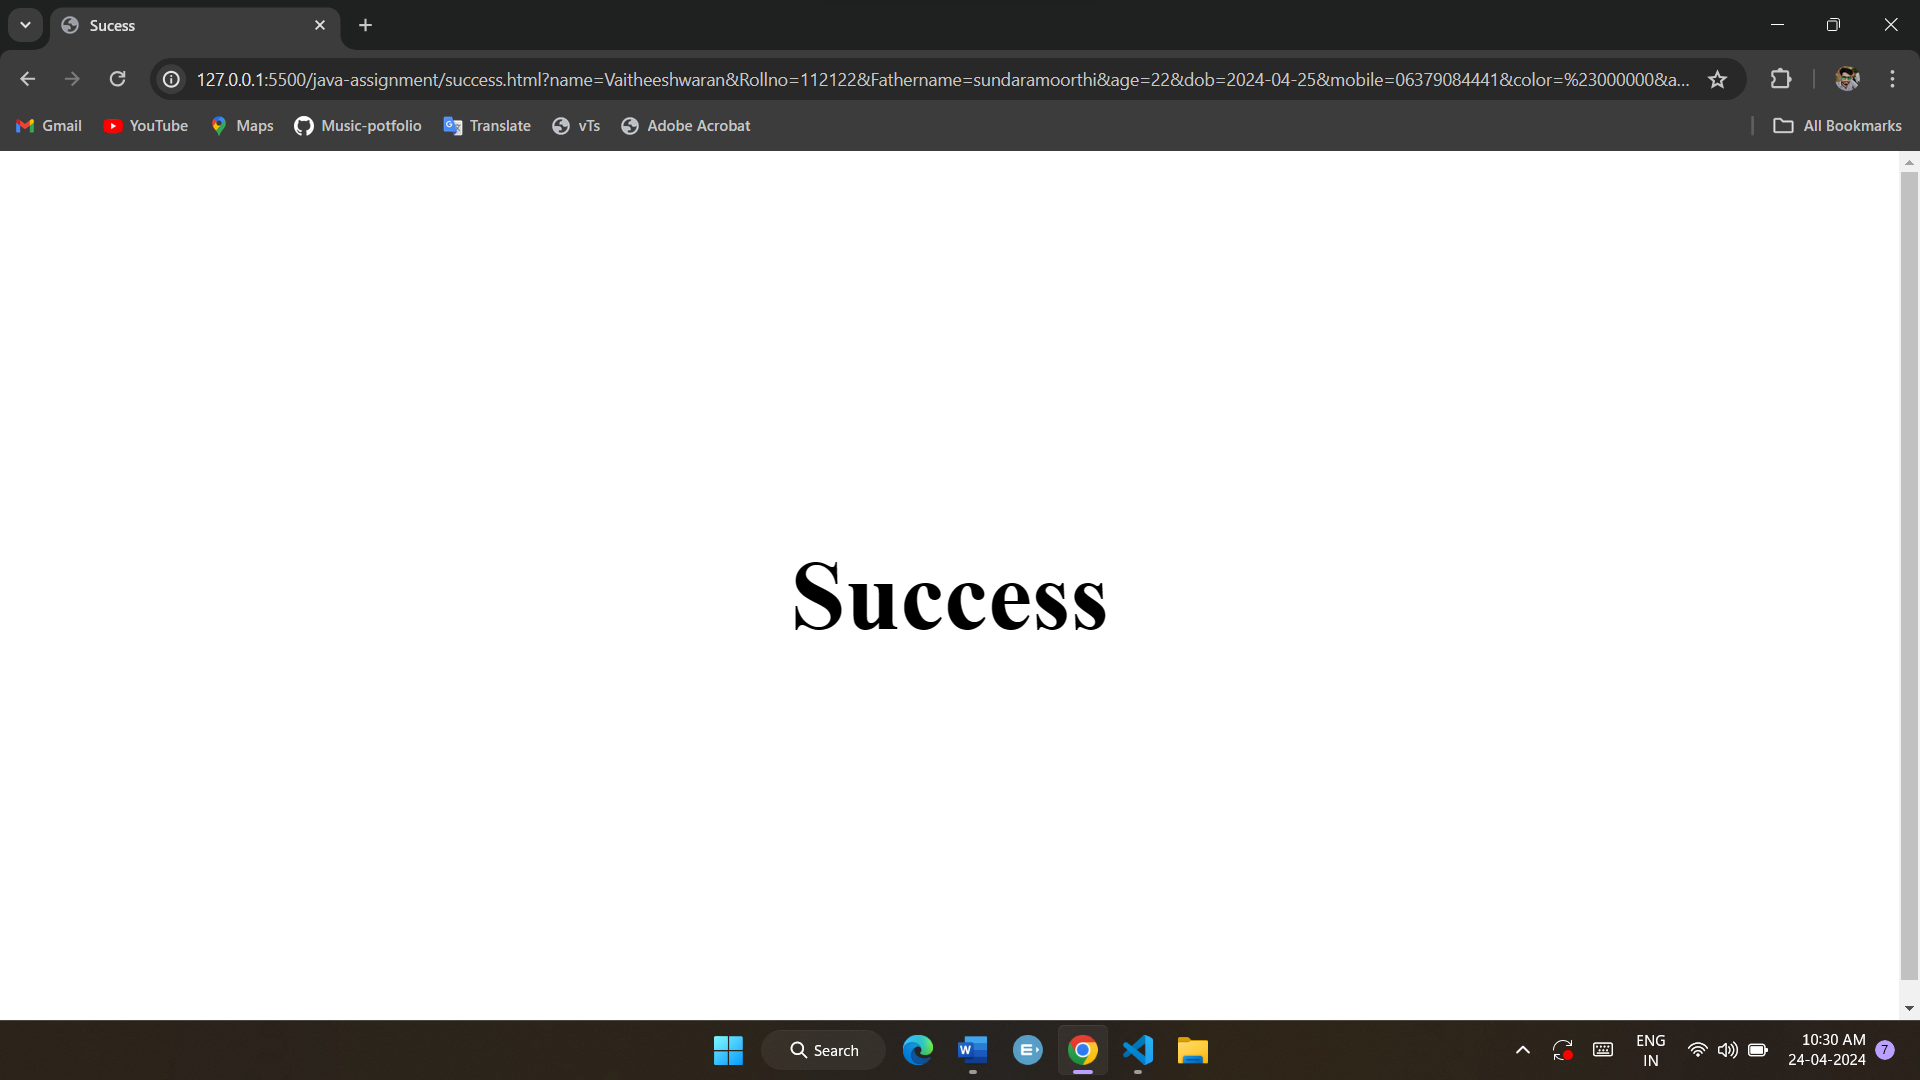 Sucess
127.0.0.1:5500/java-assignment/success.html?name=Vaitheeshwaran&Rollno=112122&Fathername=sundaramoorthi&age=22&dob=2024-04-25&mobile=06379084441&color=%23000000&a...
Gmail YouTube Maps Music-potfolio Translate vTs Adobe Acrobat All Bookmarks
Success
Search
ENG
IN
10:30 AM
24-04-2024
7